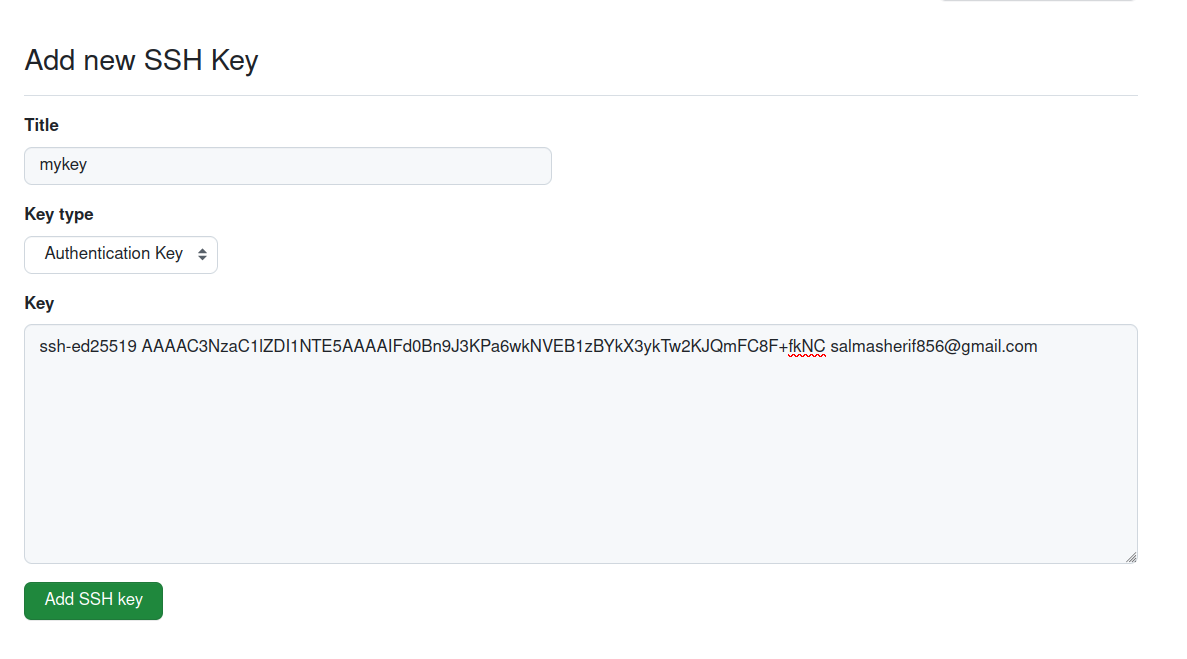 Add new SSH Key
Title
mykey
Key type
Authentication Key
Key
ssh-ed25519 AAAAC3NzaC1lZDI1NTE5AAAAIFd0Bn9J3KPa6wkNVEB1zBYkX3ykTw2KJQmFC8F+fkNC salmasherif856@gmail.com
Add SSH key